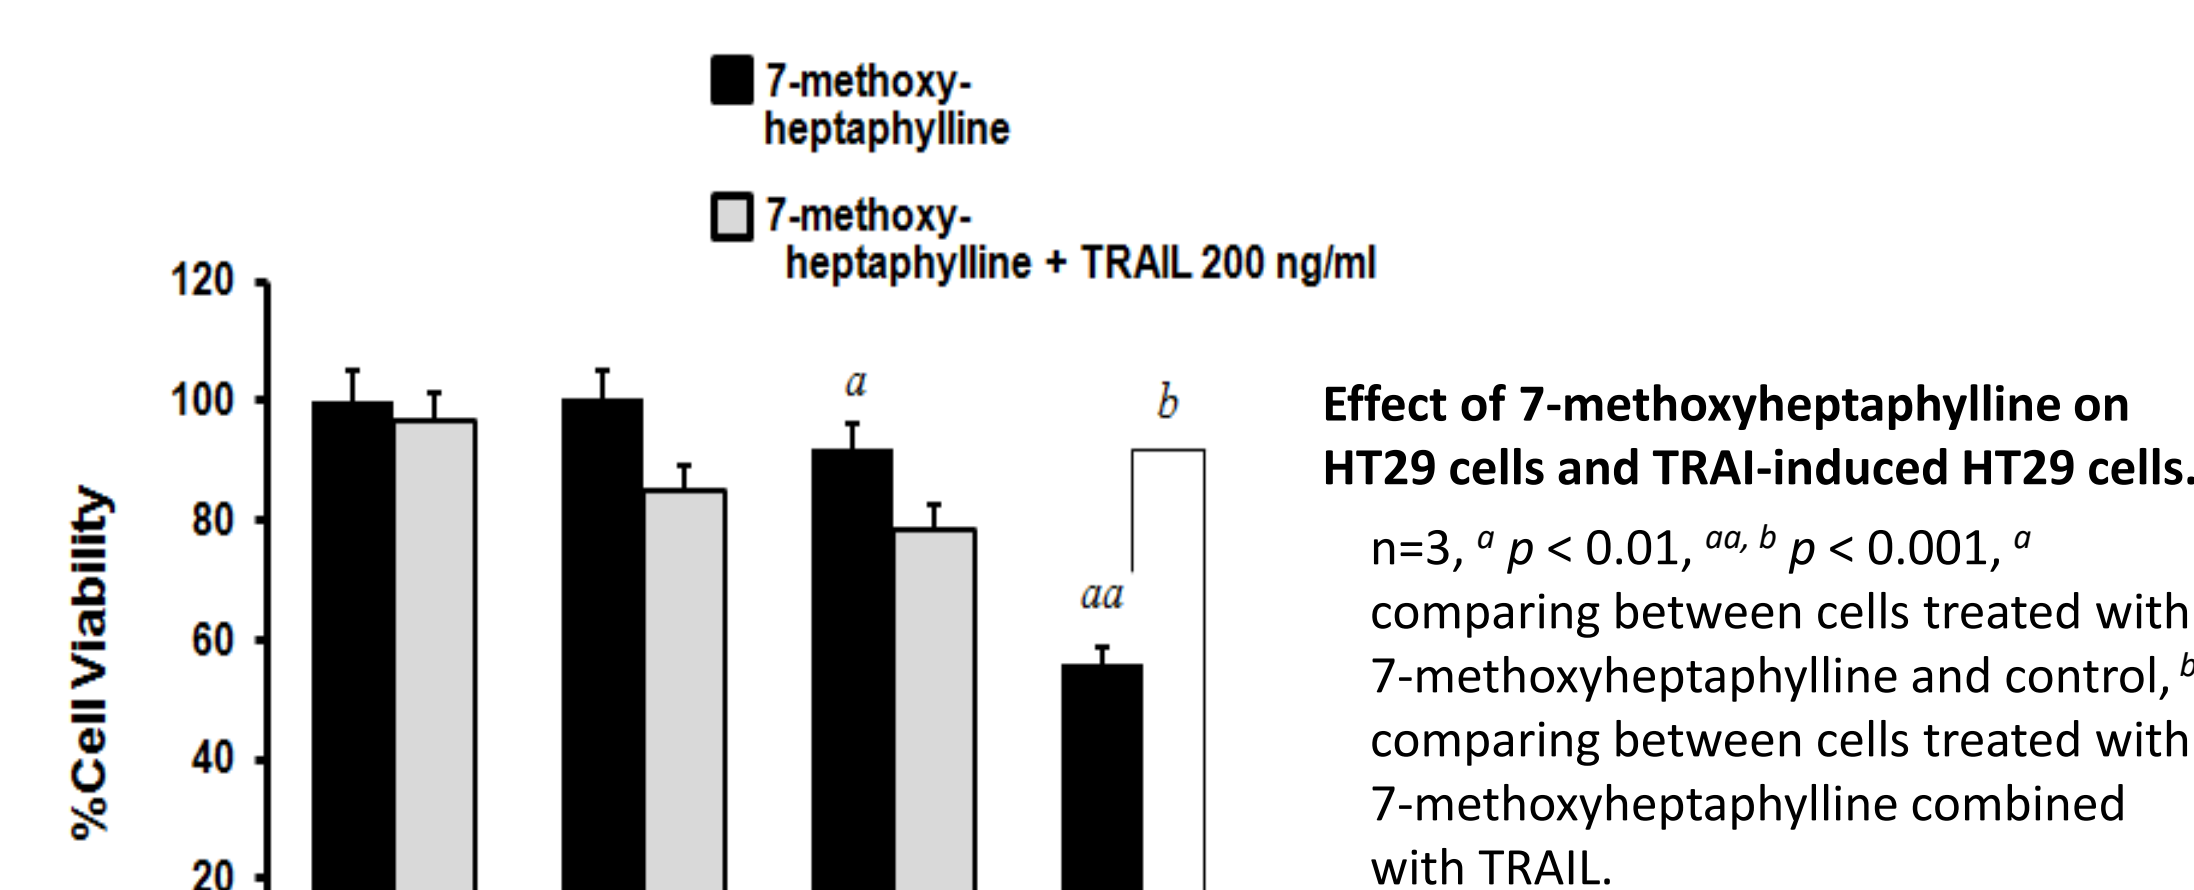 7-methoxy-
heptaphylline
7-methoxy-
heptaphylline + TRAIL 200 ng/ml
120
100
80
60
40
20
%Cell Viability
a
b
aa
Effect of 7-methoxyheptaphylline on
HT29 cells and TRAI-induced HT29 cells.
n=3, a p < 0.01, aa, b p < 0.001, a
comparing between cells treated with
7-methoxyheptaphylline and control, b
comparing between cells treated with
7-methoxyheptaphylline combined
with TRAIL.